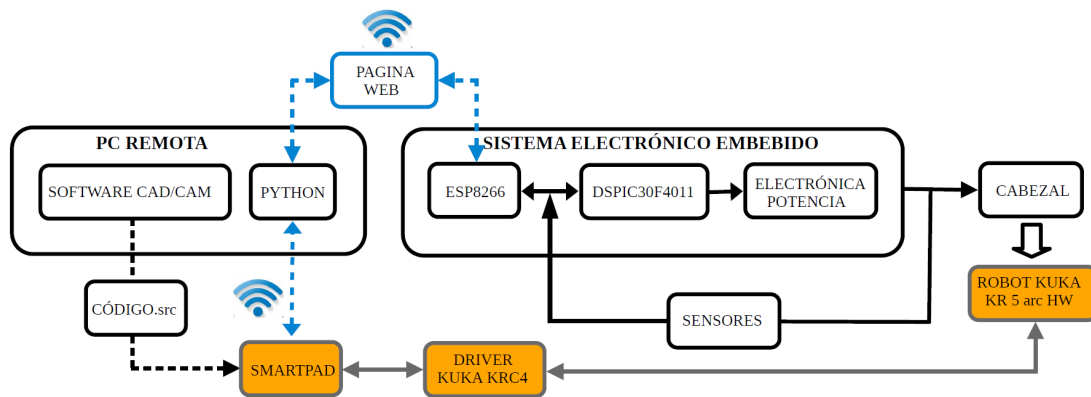 PAGINA
WEB
PC REMOTA
SISTEMA ELECTRÓNICO EMBEBIDO
SOFTWARE CAD/CAM
PYTHON
ESP8266
DSPIC30F4011
ELECTRÓNICA
POTENCIA
CABEZAL
CÓDIGO.src
SENSORES
ROBOT KUKA
KR 5 arc HW
SMARTPAD
DRIVER
KUKA KRC4